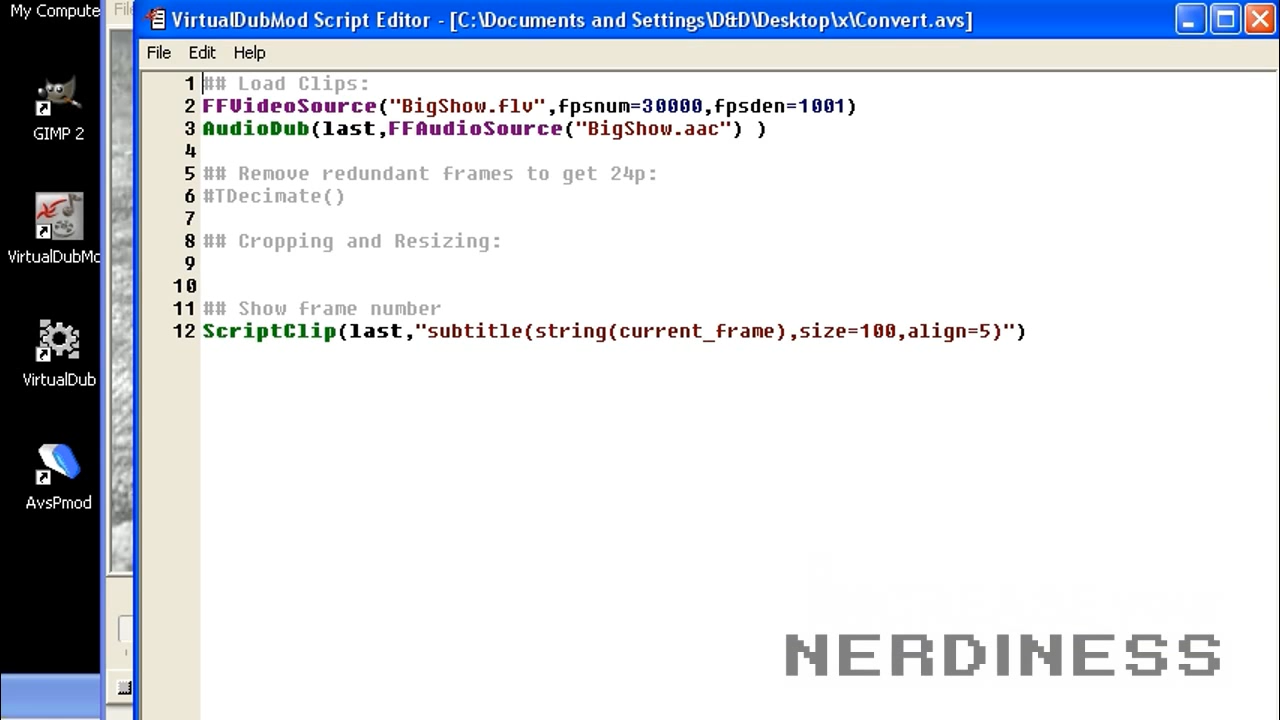 My Compute
GIMP 2
VirtualDubMo
VirtualDub
AvsPmod
Fil
VirtualDubMod Script Editor - [C:\Documents and Settings\D&D\Desktop\x\Convert.avs]
File Edit Help
1 ## Load Clips:
2 FFVideoSource("BigShow.flv",fpsnum=30000,fpsden=1001)
3 AudioDub(last,FFAudioSource("BigShow.aac") )
4
5 ## Remove redundant frames to get 24p:
6 #TDecimate()
7
8 ## Cropping and Resizing:
9
10
11 ## Show frame number
12 ScriptClip(last,"subtitle(string(current_frame),size=100,align=5)")
NERDINESS